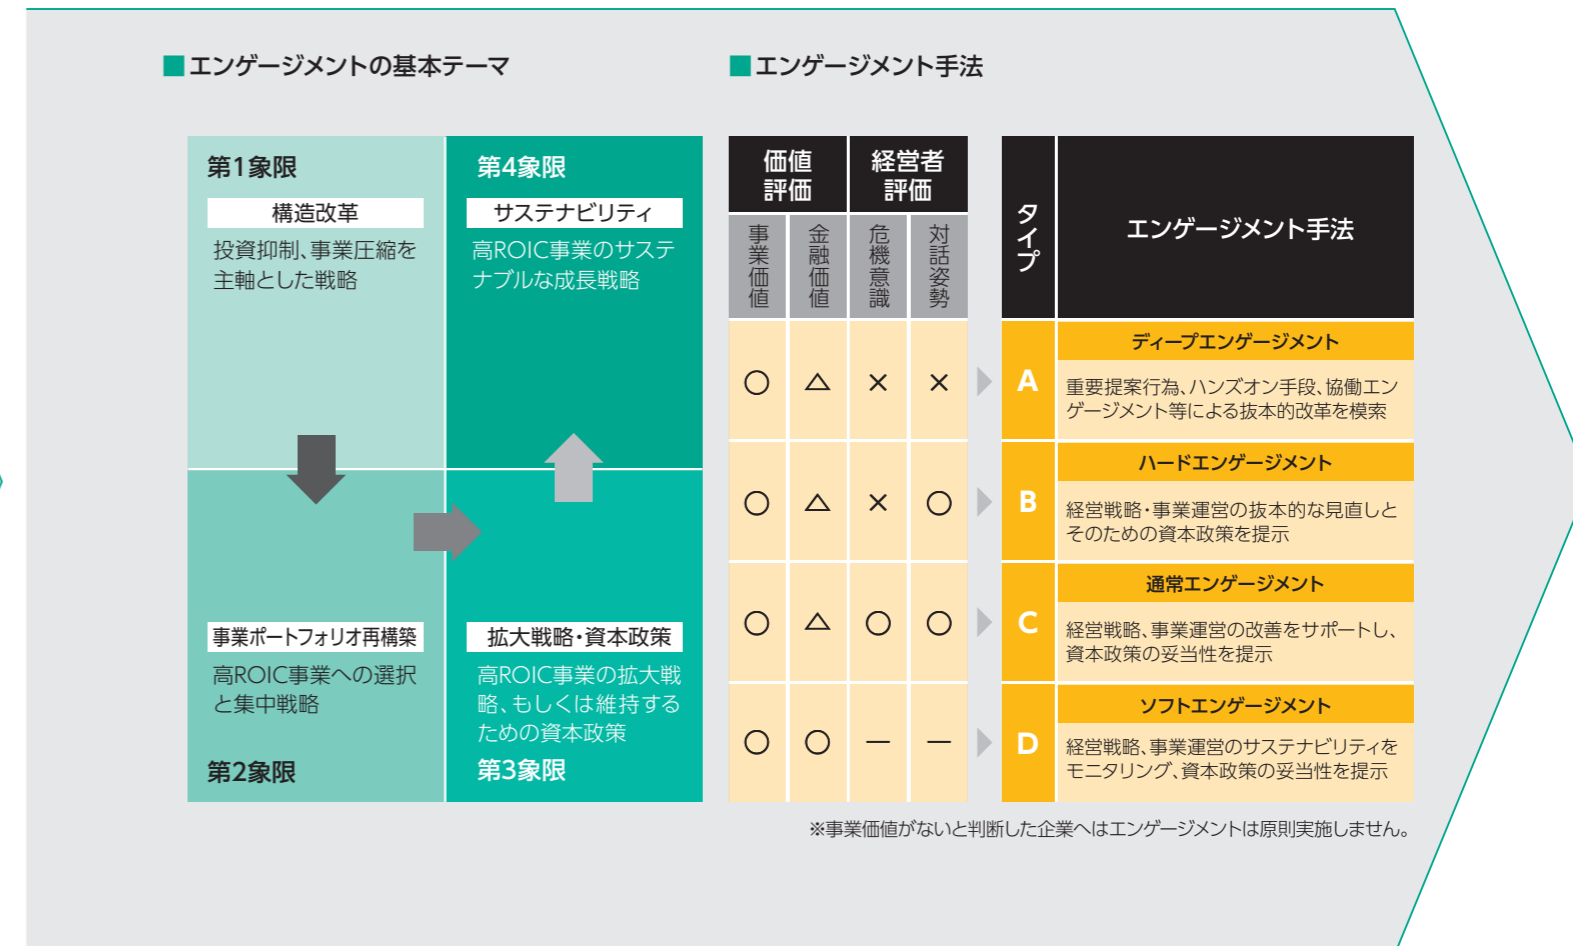 ■エンゲージメントの基本テーマ
第1象限
構造改革
投資抑制、事業圧縮を
主軸とした戦略
第4象限
サステナビリティ
高ROIC事業のサステ
ナブルな成長戦略
事業ポートフォリオ再構築
高ROIC事業への選択
と集中戦略
第2象限
拡大戦略・資本政策
高ROIC事業の拡大戦
略、もしくは維持する
ための資本政策
第3象限
■エンゲージメント手法
価値
評価
経営者
評価
事業価値
金融価値
危機意識
対話姿勢
タイプ
エンゲージメント手法
○ △ × ×
A
ディープエンゲージメント
重要提案行為、ハンズオン手段、協働エン
ゲージメント等による抜本的改革を模索
○ △ × ○
B
ハードエンゲージメント
経営戦略・事業運営の抜本的な見直しと
そのための資本政策を提示
○ △ ○ ○
C
通常エンゲージメント
経営戦略、事業運営の改善をサポートし、
資本政策の妥当性を提示
○ ○ ー ー
D
ソフトエンゲージメント
経営戦略、事業運営のサステナビリティを
モニタリング、資本政策の妥当性を提示
※事業価値がないと判断した企業へはエンゲージメントは原則実施しません。